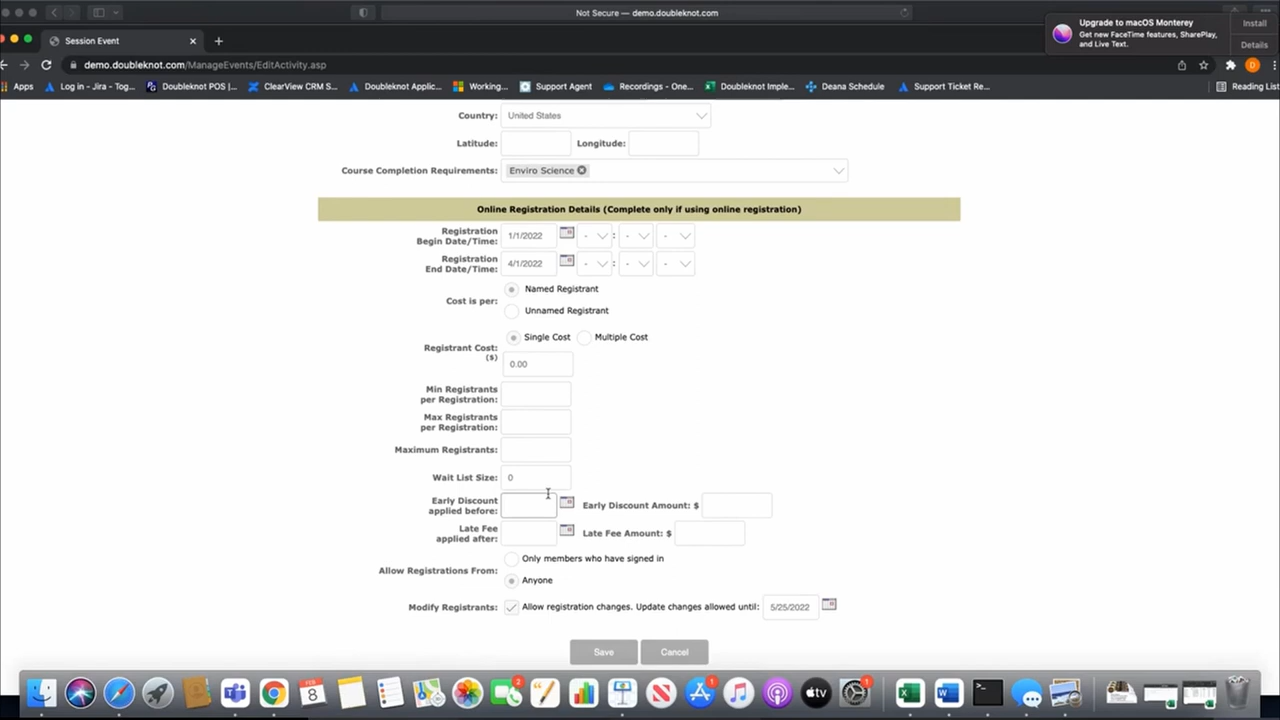 Not Secure — demo.doubleknot.com
Upgrade to macOS Monterey
Get new FaceTime features, SharePlay,
and Live Text.
Install
Details
Session Event
demo.doubleknot.com/ManageEvents/EditActivity.asp
Apps
Log in - Jira - Tog...
Doubleknot POS |...
ClearView CRM S...
Doubleknot Applic...
Working...
Support Agent
Recordings - One...
Doubleknot Imple...
Deana Schedule
Support Ticket Re...
Reading List
Country: United States
Latitude: Longitude:
Course Completion Requirements: Enviro Science
Online Registration Details (Complete only if using online registration)
Registration
Begin Date/Time: 1/1/2022 - : - -
Registration
End Date/Time: 4/1/2022 - : - -
Cost is per: Named Registrant
Unnamed Registrant
Registrant Cost:
($)
Single Cost Multiple Cost
0.00
Min Registrants
per Registration:
Max Registrants
per Registration:
Maximum Registrants:
Wait List Size: 0
Early Discount
applied before: Early Discount Amount: $
Late Fee
applied after: Late Fee Amount: $
Allow Registrations From: Only members who have signed in
Anyone
Modify Registrants: Allow registration changes. Update changes allowed until: 5/25/2022
Save Cancel
FEB
8
2
1
tv
1